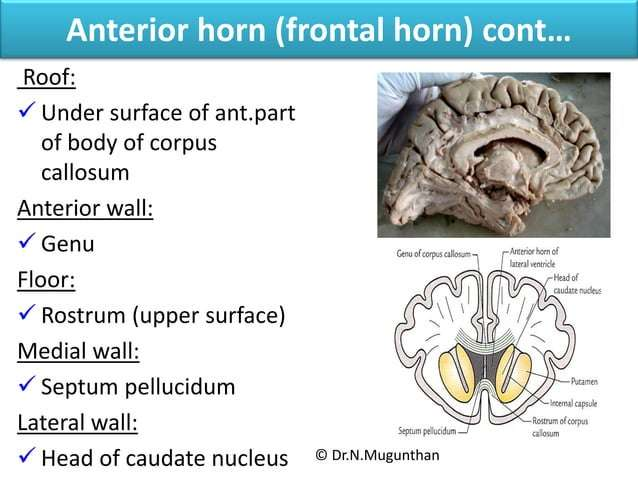 Anterior horn (frontal horn) cont…
Roof:
✓ Under surface of ant.part
of body of corpus
callosum
Anterior wall:
✓ Genu
Floor:
✓ Rostrum (upper surface)
Medial wall:
✓ Septum pellucidum
Lateral wall:
✓ Head of caudate nucleus
Genu of corpus callosum
Anterior horn of
lateral ventricle
Head of
caudate nucleus
Putamen
Internal capsule
Rostrum of corpus
callosum
Septum pellucidum
© Dr.N.Mugunthan